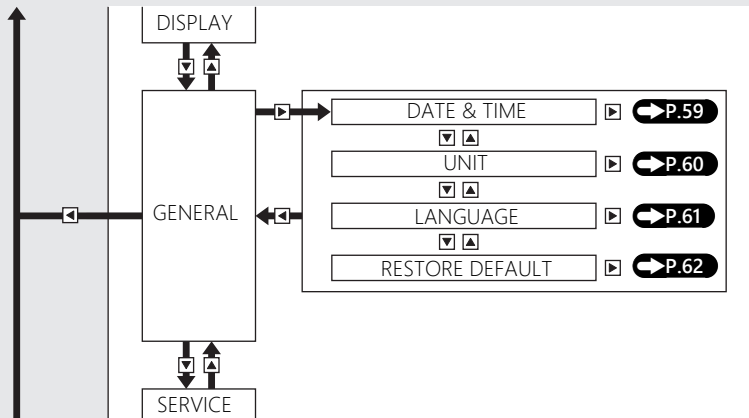 DISPLAY
GENERAL
DATE & TIME P.59
UNIT P.60
LANGUAGE P.61
RESTORE DEFAULT P.62
SERVICE